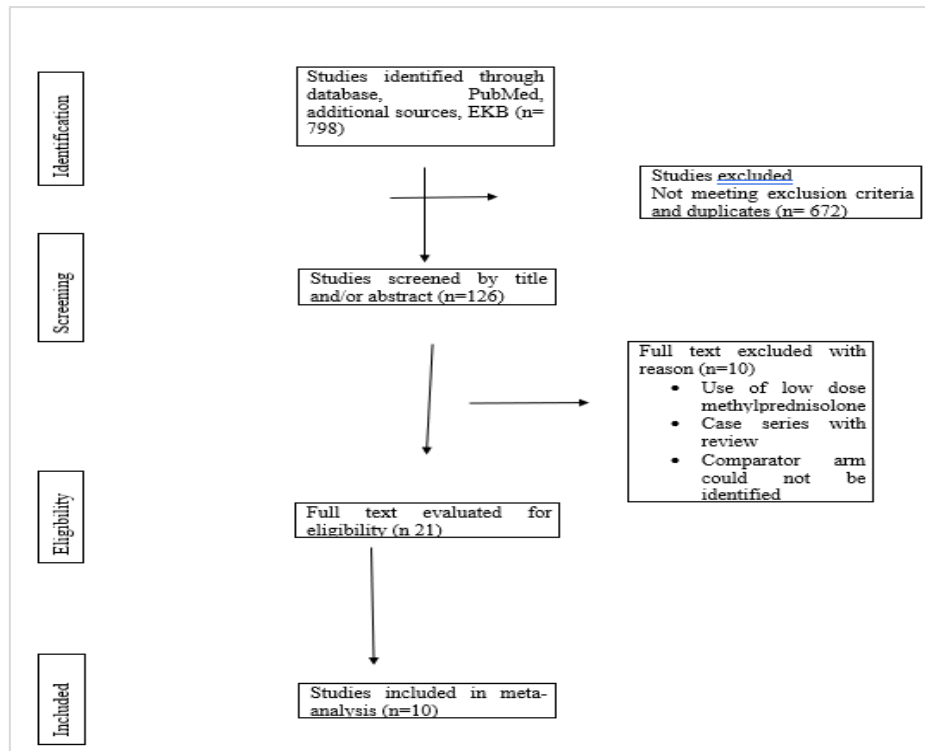 Identification
Studies identified through
database, PubMed,
additional sources, EKB (n=
798)
Studies excluded
Not meeting exclusion criteria
and duplicates (n= 672)
Screening
Studies screened by title
and/or abstract (n=126)
Full text excluded with
reason (n=10)
• Use of low dose
methylprednisolone
• Case series with
review
• Comparator arm
could not be
identified
Eligibility
Full text evaluated for
eligibility (n 21)
Included
Studies included in meta-
analysis (n=10)